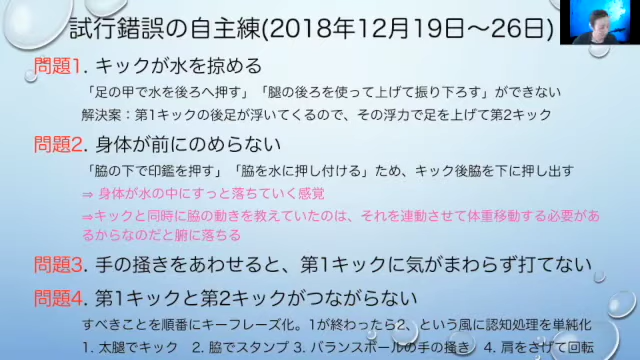 試行錯誤の自主練(2018年12月19日〜26日)
問題1. キックが水を掠める
「足の甲で水を後ろへ押す」「腿の後ろを使って上げて振り下ろす」ができない
解決案：第1キックの後足が浮いてくるので、その浮力で足を上げて第2キック
問題2. 身体が前にのめらない
「脇の下で印鑑を押す」「脇を水に押し付ける」ため、キック後脇を下に押し出す
⇒ 身体が水の中にすっと落ちていく感覚
⇒キックと同時に脇の動きを教えていたのは、それを連動させて体重移動する必要があ
るからなのだと腑に落ちる
問題3. 手の掻きをあわせると、第1キックに気がまわらず打てない
問題4. 第1キックと第2キックがつながらない
すべきことを順番にキーフレーズ化。1が終わったら2、という風に認知処理を単純化
1. 太腿でキック 2. 脇でスタンプ 3. バランスボールの手の掻き 4. 肩をさげて回転